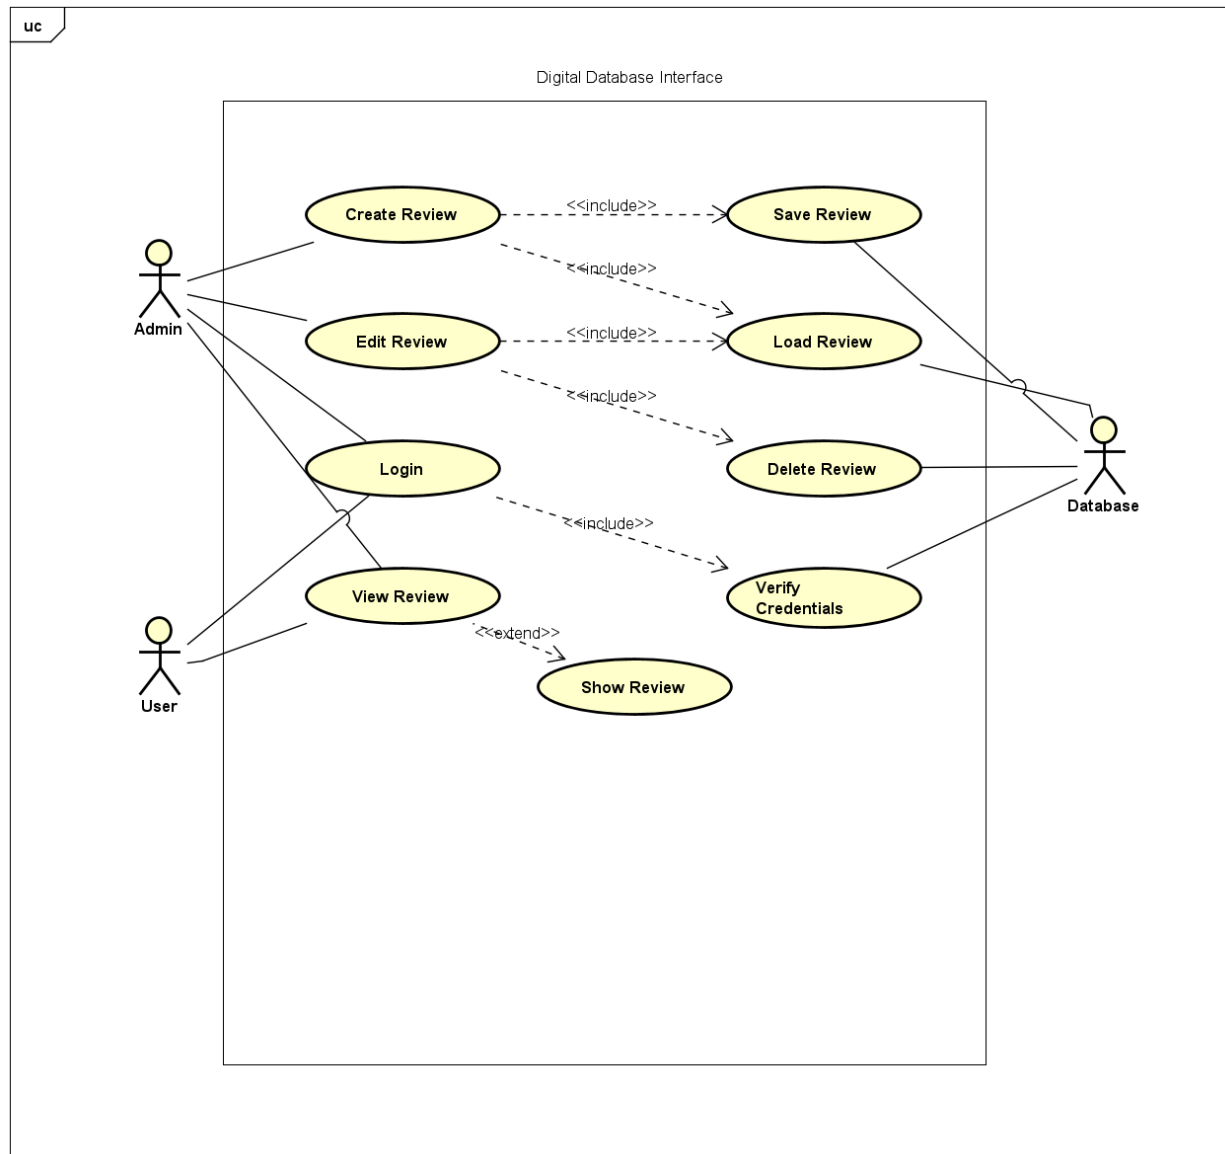 uc
Digital Database Interface
Create Review
<<include>>
Save Review
<<include>>
Admin
Edit Review
<<include>>
Load Review
<<include>>
Login
Delete Review
Database
<<include>>
View Review
Verify
Credentials
<<extend>>
User
Show Review